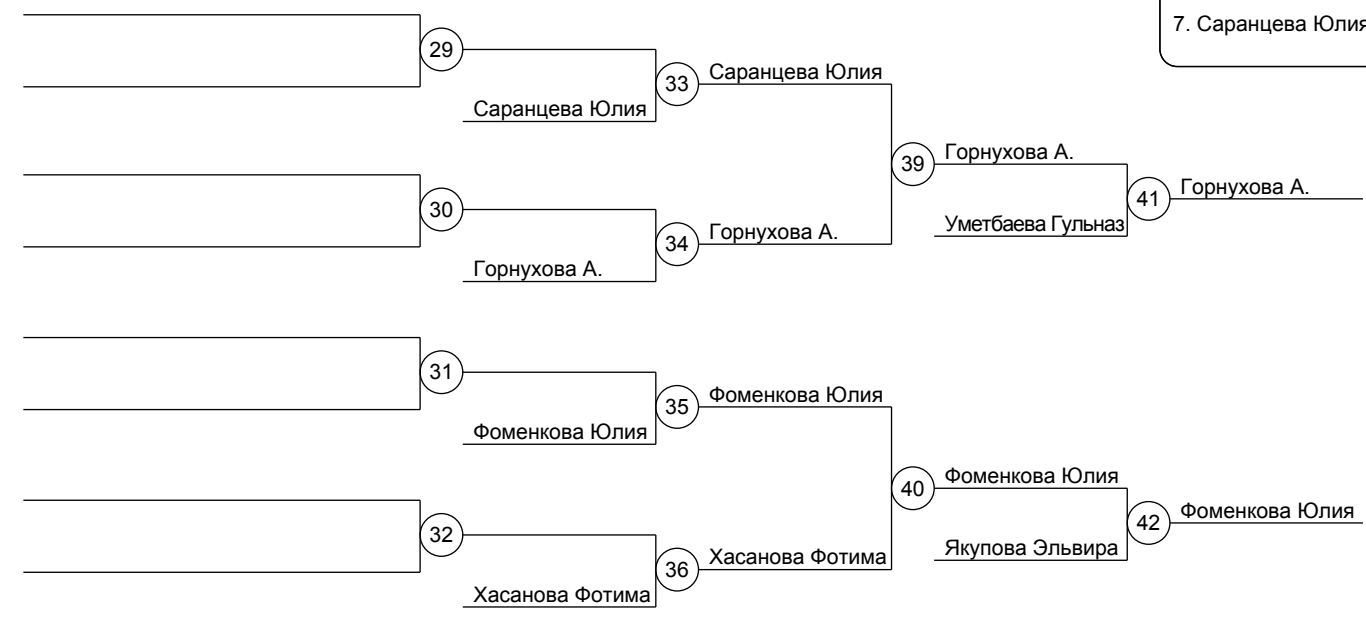 7. Саранцева Юлия
29
33
Саранцева Юлия
Саранцева Юлия
39
Горнухова А.
30
34
Горнухова А.
41
Горнухова А.
Уметбаева Гульназ
Горнухова А.
31
35
Фоменкова Юлия
Фоменкова Юлия
40
Фоменкова Юлия
32
36
Хасанова Фотима
42
Фоменкова Юлия
Якупова Эльвира
Хасанова Фотима